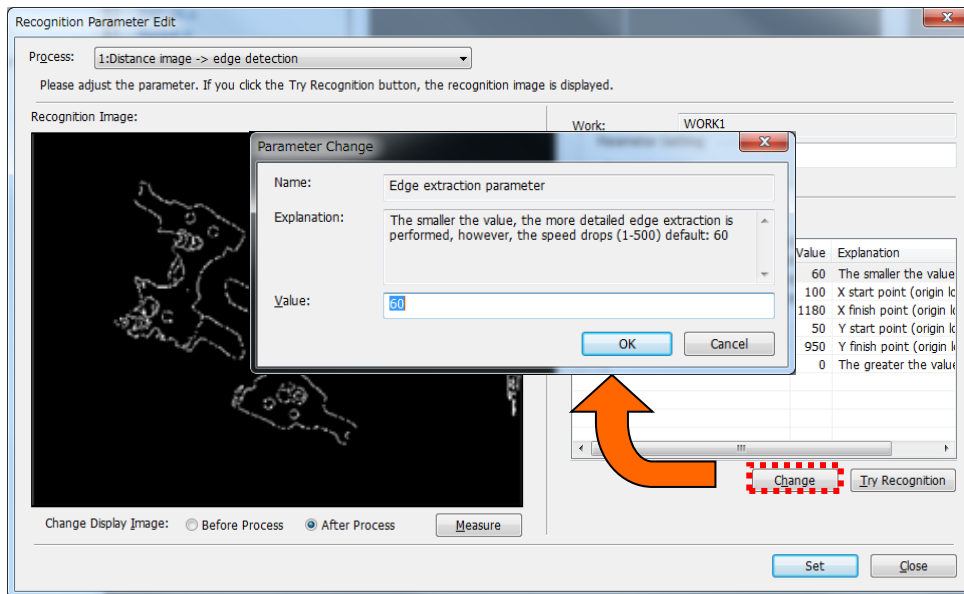 Recognition Parameter Edit
Process:
1:Distance image -> edge detection
Please adjust the parameter. If you click the Try Recognition button, the recognition image is displayed.
Recognition Image:
Work:
WORK1
Parameter Change
Name:
Edge extraction parameter
Explanation:
The smaller the value, the more detailed edge extraction is
performed, however, the speed drops (1-500) default: 60
Value:
60
OK
Cancel
Value Explanation
60 The smaller the value
100 X start point (origin lo
1180 X finish point (origin lo
50 Y start point (origin lo
950 Y finish point (origin lo
0 The greater the value
Change
Try Recognition
Change Display Image:
Before Process
After Process
Measure
Set
Close